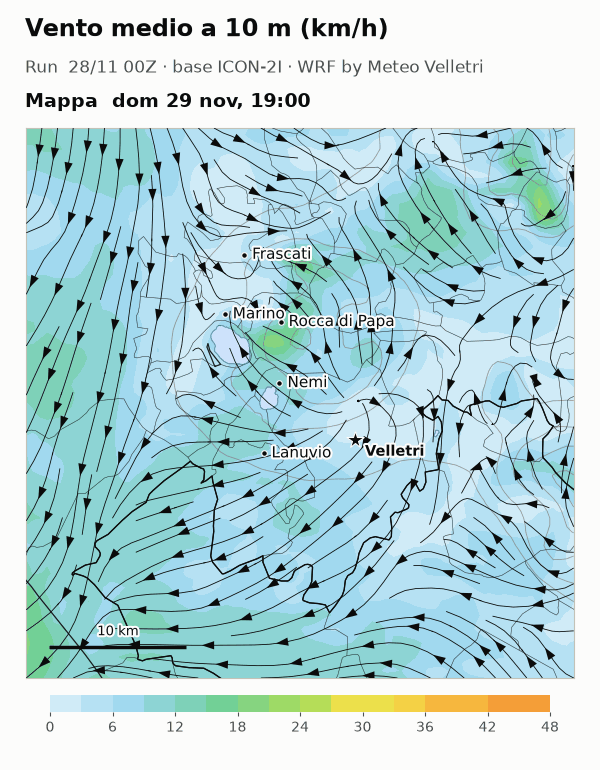 Vento medio a 10 m (km/h)
Run 28/11 00Z · base ICON-2I · WRF by Meteo Velletri
Mappa dom 29 nov, 19:00
Frascati
Marino
Rocca di Papa
Nemi
Velletri
Lanuvio
10 km
0 6 12 18 24 30 36 42 48